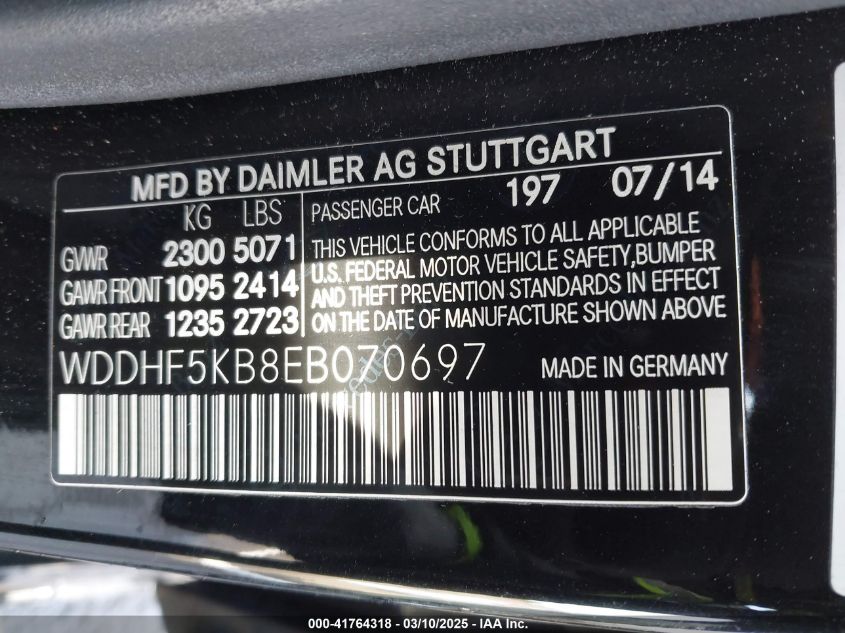 MFD BY DAIMLER AG STUTTGART
KG LBS
GVWR 2300 5071
GAWR FRONT 1095 2414
GAWR REAR 1235 2723
PASSENGER CAR 197 07/14
THIS VEHICLE CONFORMS TO ALL APPLICABLE
U.S. FEDERAL MOTOR VEHICLE SAFETY,BUMPER
AND THEFT PREVENTION STANDARDS IN EFFECT
ON THE DATE OF MANUFACTURE SHOWN ABOVE
WDDHF5KB8EB070697 MADE IN GERMANY
000-41764318 - 03/10/2025 - IAA Inc.